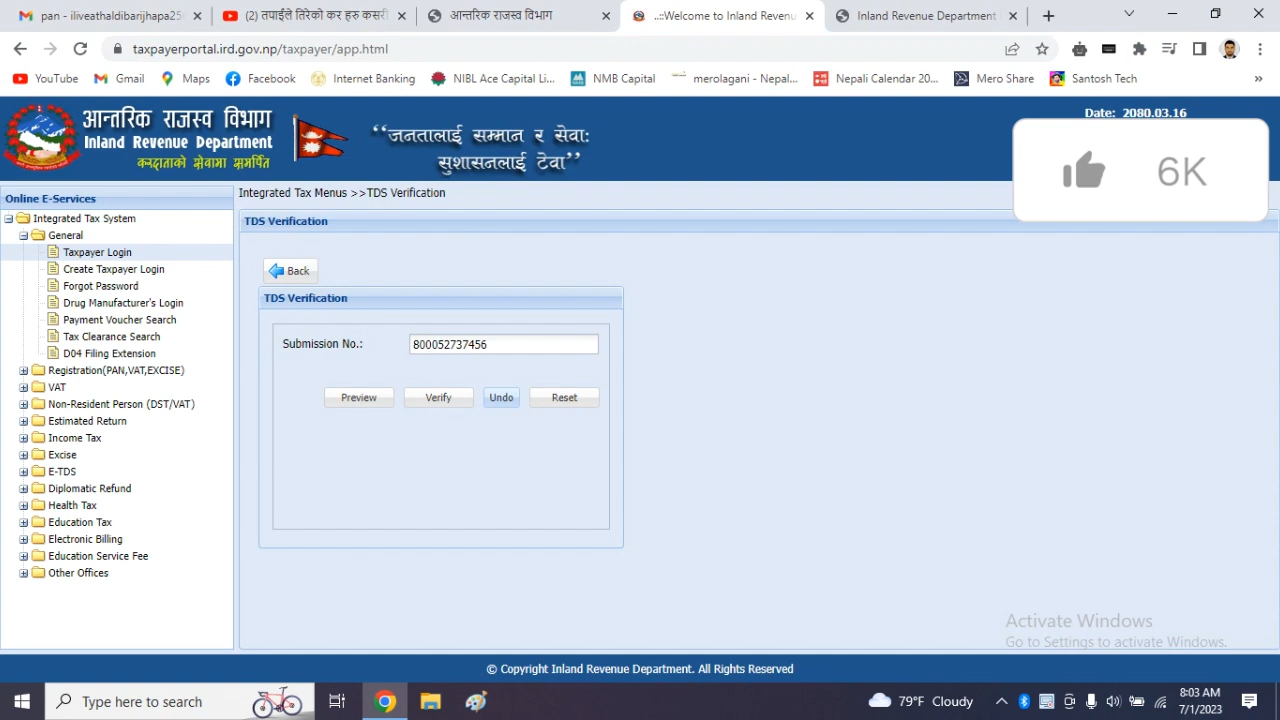 pan - iliveathaldibarijhapa25
तपाईंले तिरेको कर हरु कसरी
आन्तरिक राजस्व विभाग
..::Welcome to Inland Revenu
Inland Revenue Department
taxpayerportal.ird.gov.np/taxpayer/app.html
YouTube
Gmail
Maps
Facebook
Internet Banking
NIBL Ace Capital Li...
NMB Capital
merolagani - Nepal...
Nepali Calendar 20...
Mero Share
Santosh Tech
»
आन्तरिक राजस्व विभाग
Inland Revenue Department
करदाताको सेवामा समर्पित
“जनतालाई सम्मान र सेवा:
सुशासनलाई टेवा”
Date: 2080.03.16
6K
Online E-Services
Integrated Tax System
General
Taxpayer Login
Create Taxpayer Login
Forgot Password
Drug Manufacturer's Login
Payment Voucher Search
Tax Clearance Search
D04 Filing Extension
Registration(PAN,VAT,EXCISE)
VAT
Non-Resident Person (DST/VAT)
Estimated Return
Income Tax
Excise
E-TDS
Diplomatic Refund
Health Tax
Education Tax
Electronic Billing
Education Service Fee
Other Offices
Integrated Tax Menus >>TDS Verification
TDS Verification
Back
TDS Verification
Submission No.: 800052737456
Preview Verify Undo Reset
Activate Windows
Go to Settings to activate Windows.
© Copyright Inland Revenue Department. All Rights Reserved
Type here to search
79°F Cloudy
8:03 AM
7/1/2023